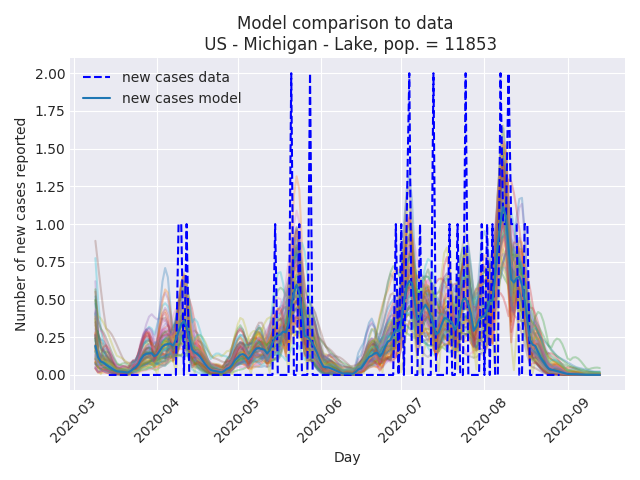 Model comparison to data
US - Michigan - Lake, pop. = 11853
new cases data
new cases model
Number of new cases reported
2.00
1.75
1.50
1.25
1.00
0.75
0.50
0.25
0.00
2020-03
2020-04
2020-05
2020-06
2020-07
2020-08
2020-09
Day